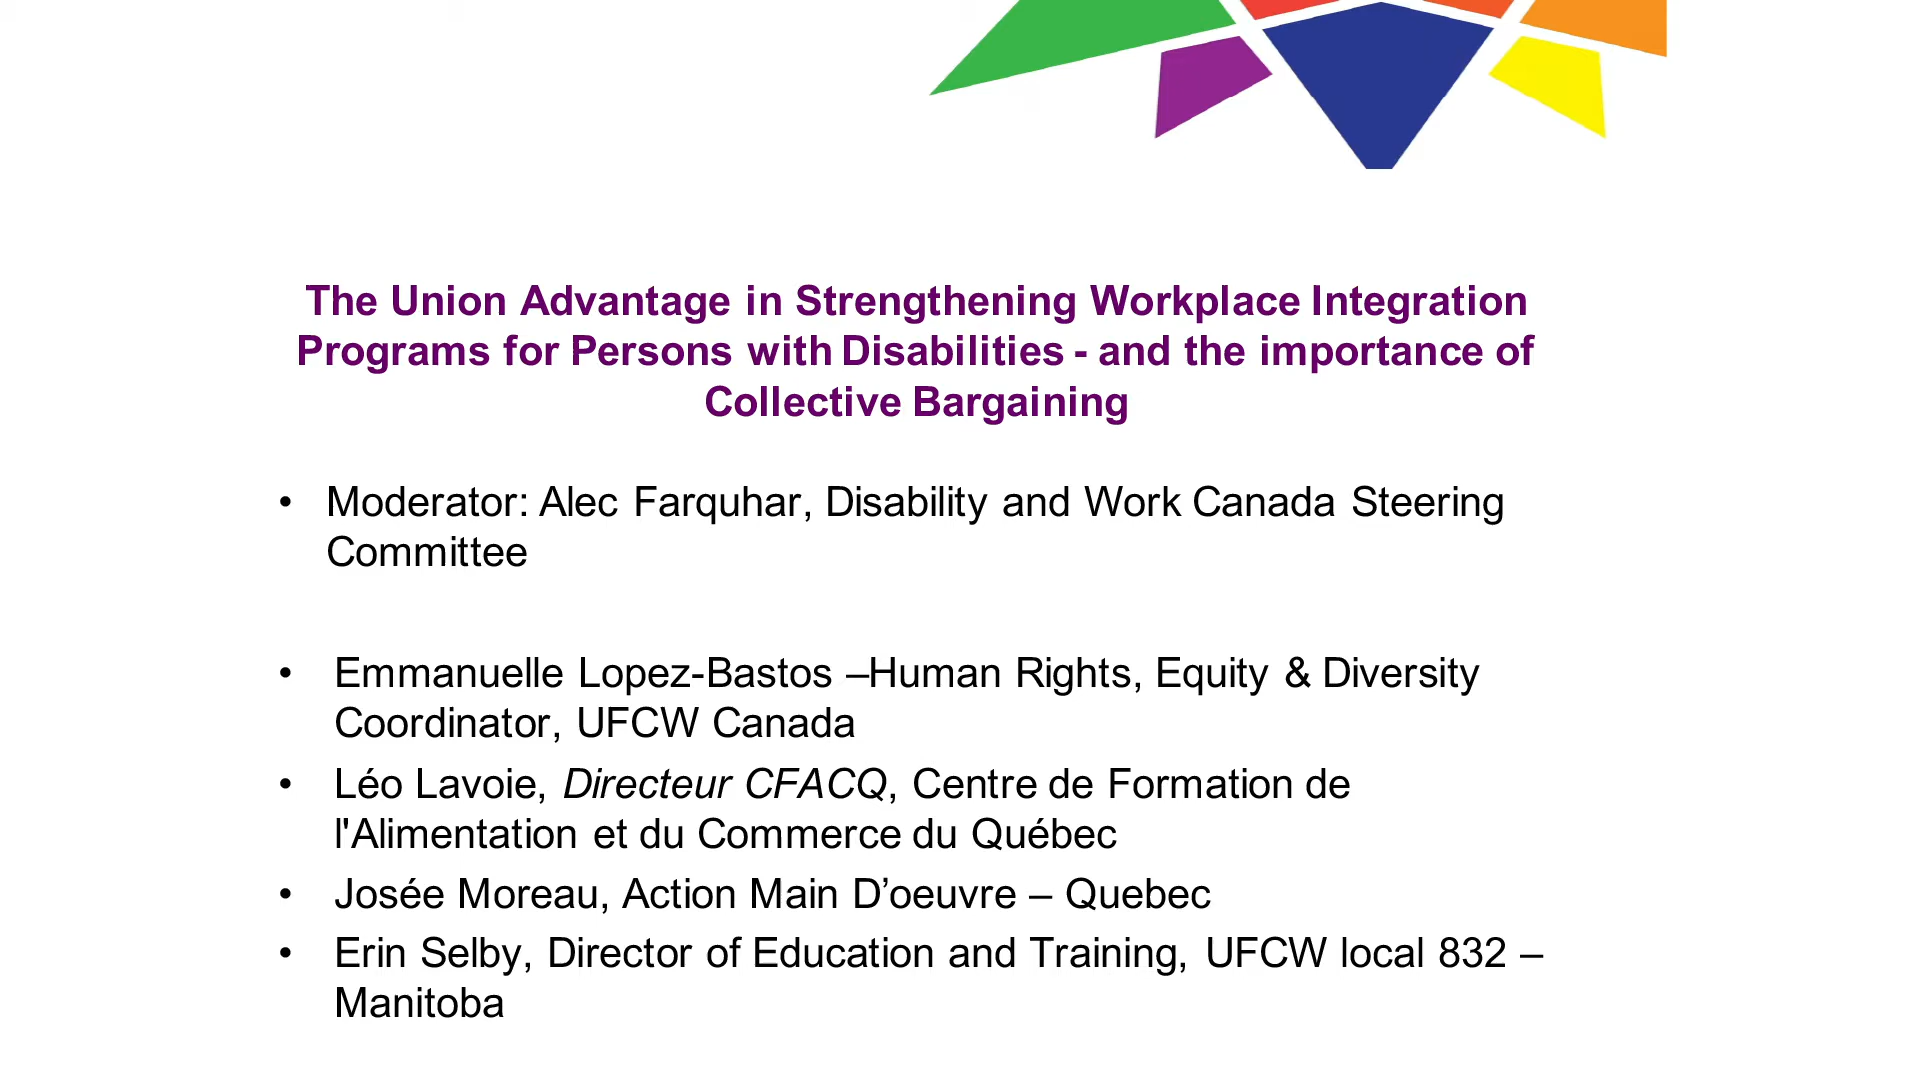 The Union Advantage in Strengthening Workplace Integration
Programs for Persons with Disabilities - and the importance of
Collective Bargaining
• Moderator: Alec Farquhar, Disability and Work Canada Steering
Committee
• Emmanuelle Lopez-Bastos –Human Rights, Equity & Diversity
Coordinator, UFCW Canada
• Léo Lavoie, Directeur CFACQ, Centre de Formation de
l'Alimentation et du Commerce du Québec
• Josée Moreau, Action Main D’oeuvre – Quebec
• Erin Selby, Director of Education and Training, UFCW local 832 –
Manitoba